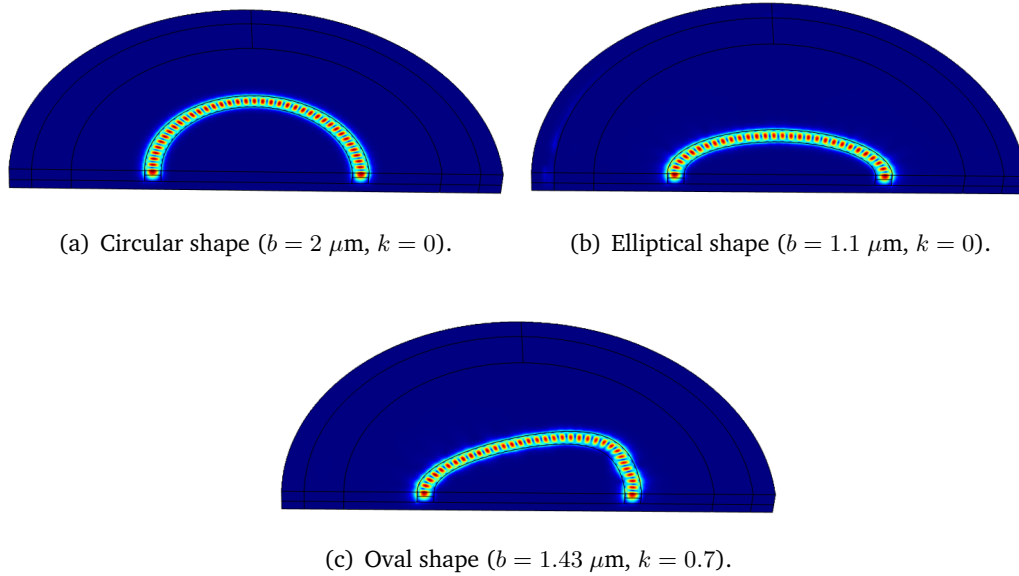 (a) Circular shape (b = 2 μm, k = 0).
(b) Elliptical shape (b = 1.1 μm, k = 0).
(c) Oval shape (b = 1.43 μm, k = 0.7).